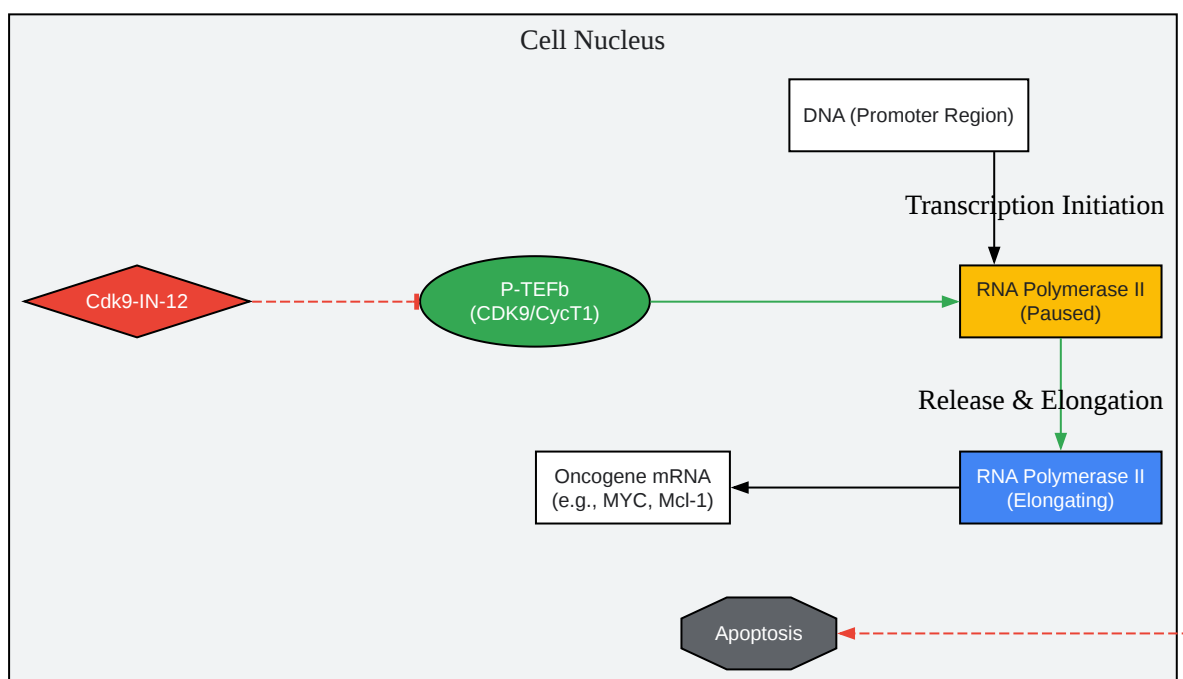 Cell Nucleus
DNA (Promoter Region)
Transcription Initiation
Cdk9-IN-12
P-TEFb
(CDK9/CycT1)
RNA Polymerase II
(Paused)
Release & Elongation
Oncogene mRNA
(e.g., MYC, Mcl-1)
RNA Polymerase II
(Elongating)
Apoptosis